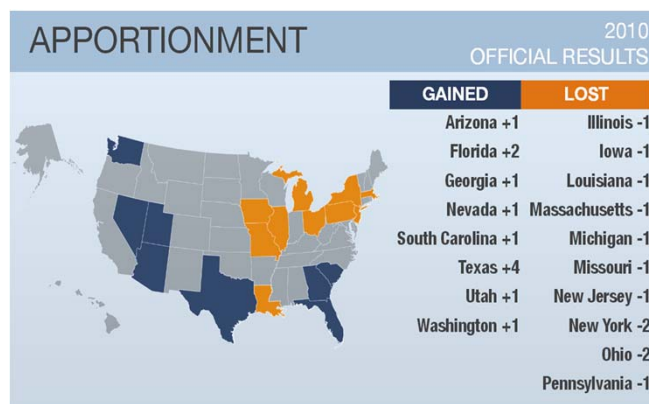 APPORTIONMENT
2010
OFFICIAL RESULTS
GAINED LOST
Arizona +1 Illinois -1
Florida +2 Iowa -1
Georgia +1 Louisiana -1
Nevada +1 Massachusetts -1
South Carolina +1 Michigan -1
Texas +4 Missouri -1
Utah +1 New Jersey -1
Washington +1 New York -2
Ohio -2
Pennsylvania -1